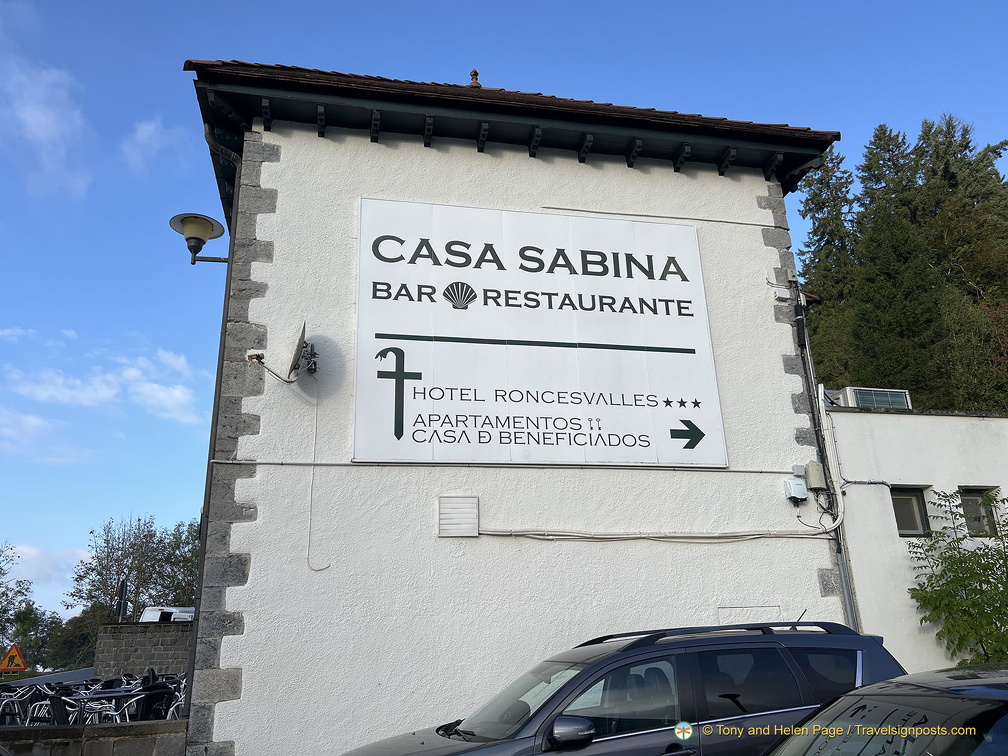 CASA SABINA
BAR RESTAURANTE
HOTEL RONCESVALLES ★★★
APARTAMENTOS
CASA D BENEFICIADOS
© Tony and Helen Page / Travelsignposts.com